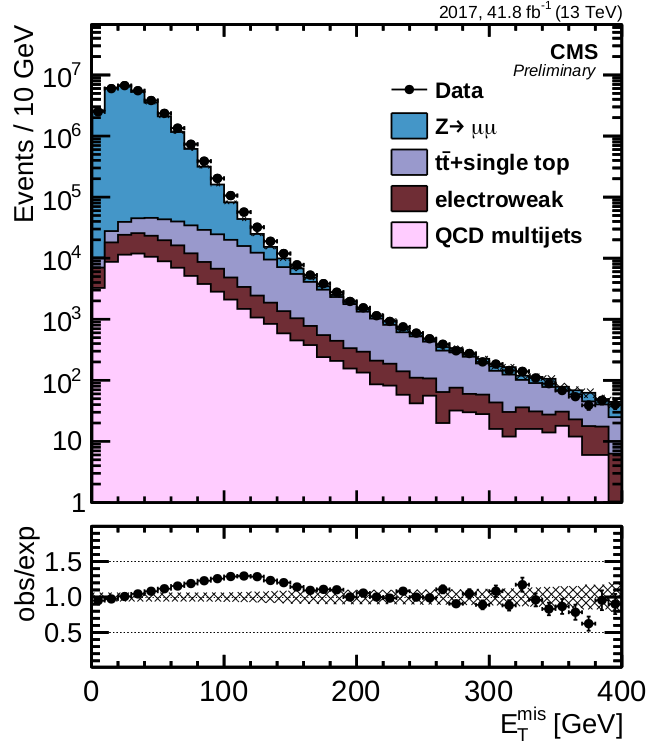 2017, 41.8 fb⁻¹ (13 TeV)
Events / 10 GeV
CMS
Preliminary
Data
Z→ μμ
tt̄+single top
electroweak
QCD multijets
10⁷
10⁶
10⁵
10⁴
10³
10²
10
1
obs/exp
1.5
1.0
0.5
0 100 200 300 400
E_T^mis [GeV]